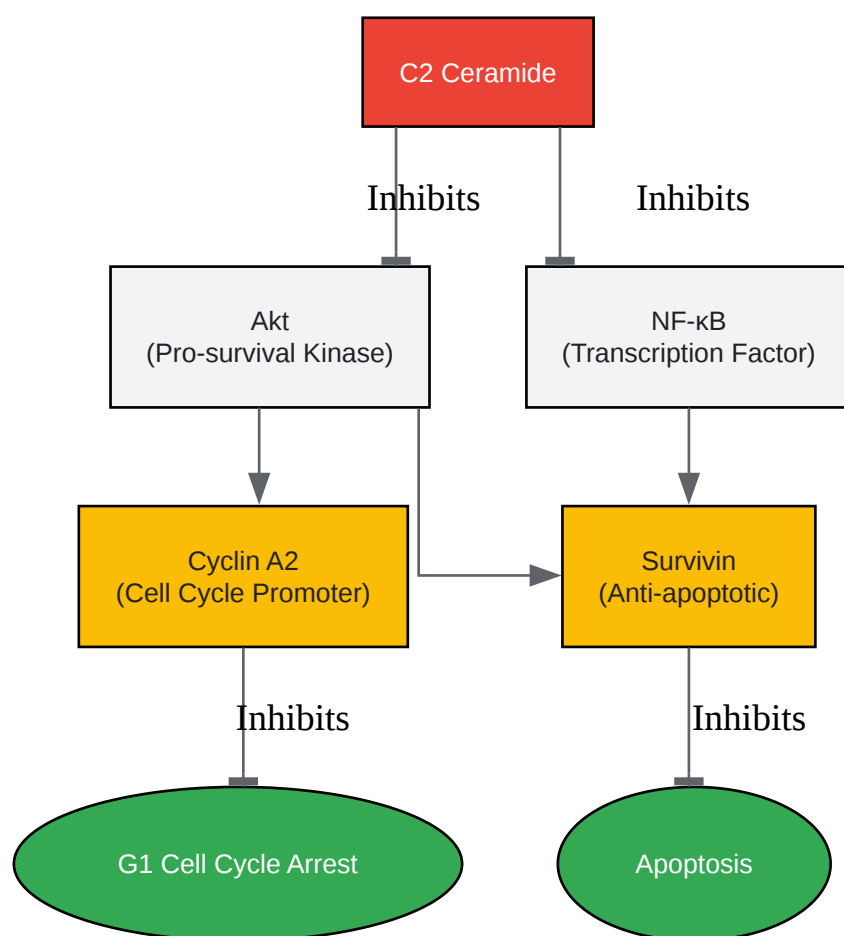 C2 Ceramide
Inhibits
Inhibits
Akt
(Pro-survival Kinase)
NF-κB
(Transcription Factor)
Cyclin A2
(Cell Cycle Promoter)
Survivin
(Anti-apoptotic)
Inhibits
Inhibits
G1 Cell Cycle Arrest
Apoptosis